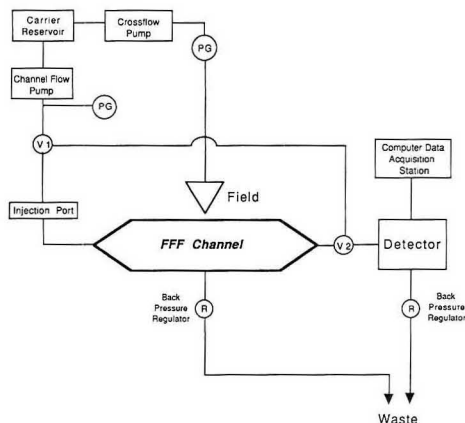 Carrier
Reservoir
Crossflow
Pump
PG
Channel Flow
Pump
PG
V 1
Computer Data
Acquisition
Station
Injection Port
Field
FFF Channel
V 2
Detector
Back
Pressure
Regulator
R
R
Back
Pressure
Regulator
Waste